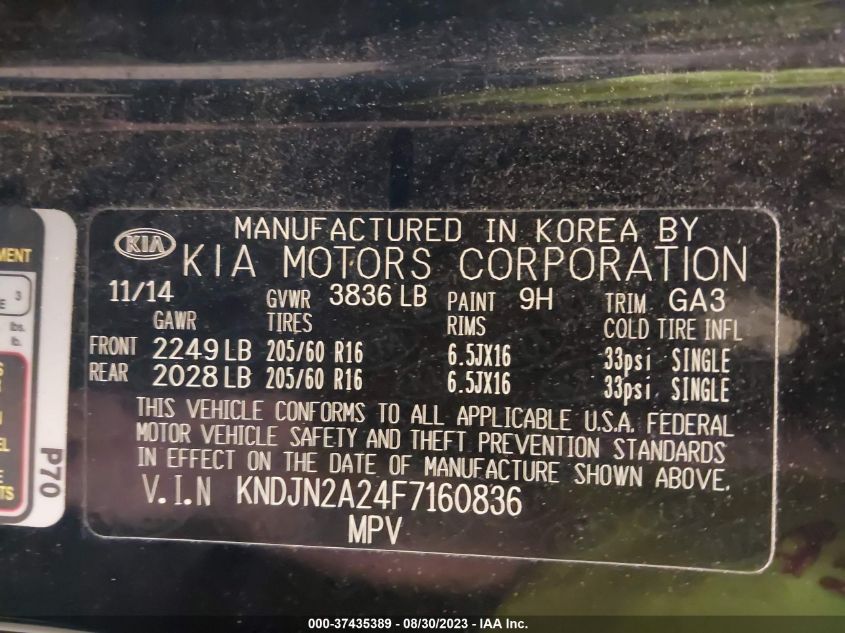 MANUFACTURED IN KOREA BY
KIA KIA MOTORS CORPORATION
11/14 GVWR 3836 LB PAINT 9H TRIM GA3
GAWR TIRES RIMS COLD TIRE INFL
FRONT 2249 LB 205/60 R16 6.5JX16 33psi SINGLE
REAR 2028 LB 205/60 R16 6.5JX16 33psi SINGLE
THIS VEHICLE CONFORMS TO ALL APPLICABLE U.S.A. FEDERAL
MOTOR VEHICLE SAFETY AND THEFT PREVENTION STANDARDS
IN EFFECT ON THE DATE OF MANUFACTURE SHOWN ABOVE.
V.I.N KNDJN2A24F7160836
MPV
P70
000-37435389 - 08/30/2023 - IAA Inc.